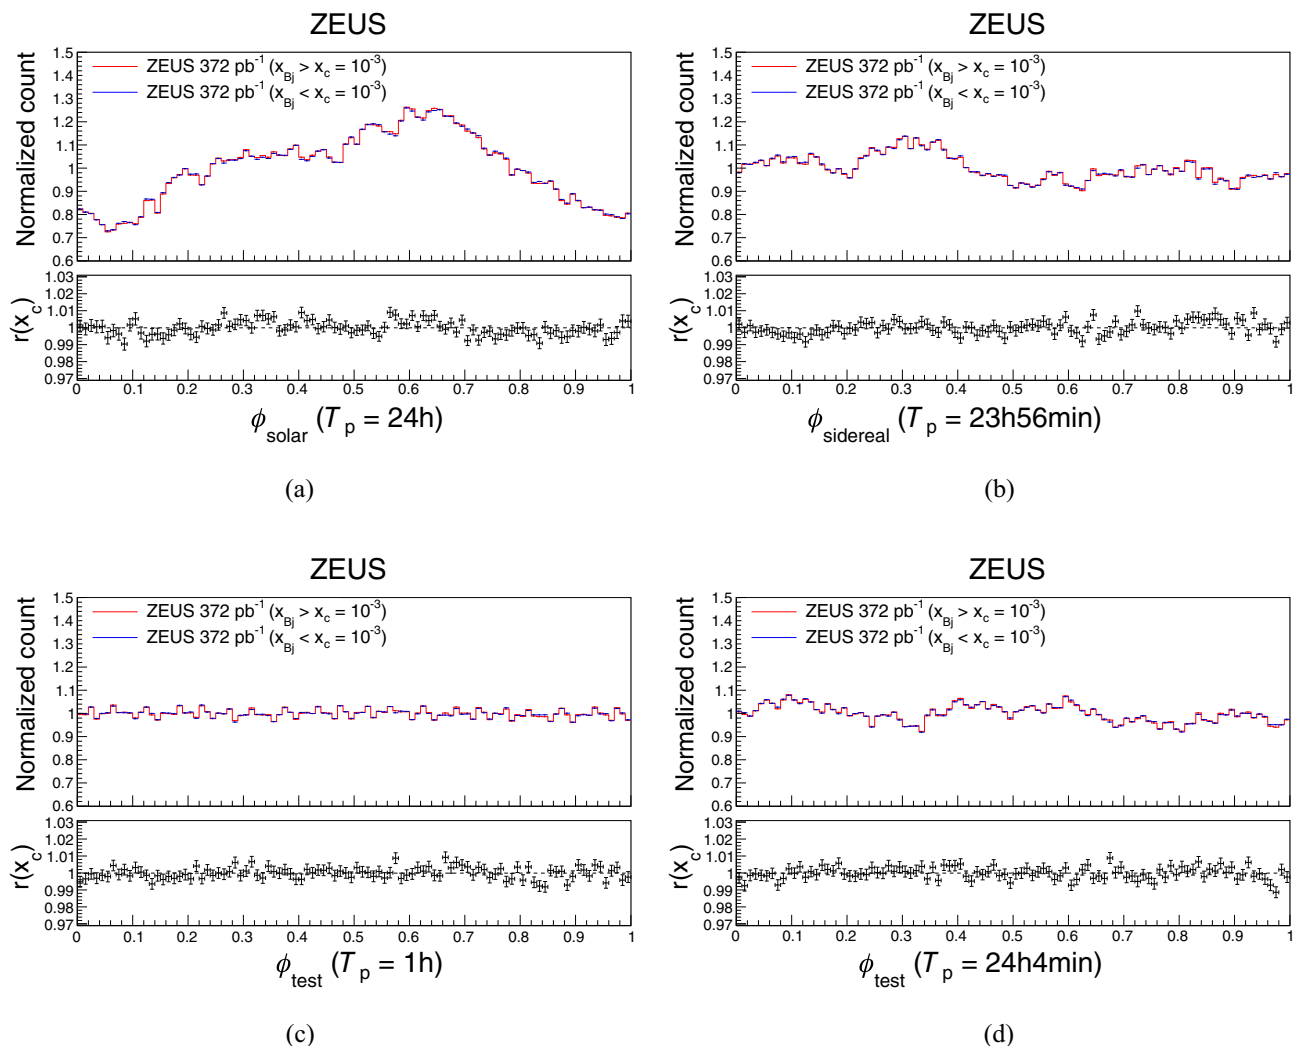 ZEUS
Normalized count
1.5
1.4
1.3
1.2
1.1
1
0.9
0.8
0.7
0.6
ZEUS 372 pb⁻¹ (x_Bj > x_c = 10⁻³)
ZEUS 372 pb⁻¹ (x_Bj < x_c = 10⁻³)
r(x_c)
1.03
1.02
1.01
1
0.99
0.98
0.97
0 0.1 0.2 0.3 0.4 0.5 0.6 0.7 0.8 0.9 1
ϕ_solar (T_p = 24h)
(a)
ZEUS
Normalized count
1.5
1.4
1.3
1.2
1.1
1
0.9
0.8
0.7
0.6
ZEUS 372 pb⁻¹ (x_Bj > x_c = 10⁻³)
ZEUS 372 pb⁻¹ (x_Bj < x_c = 10⁻³)
r(x_c)
1.03
1.02
1.01
1
0.99
0.98
0.97
0 0.1 0.2 0.3 0.4 0.5 0.6 0.7 0.8 0.9 1
ϕ_sidereal (T_p = 23h56min)
(b)
ZEUS
Normalized count
1.5
1.4
1.3
1.2
1.1
1
0.9
0.8
0.7
0.6
ZEUS 372 pb⁻¹ (x_Bj > x_c = 10⁻³)
ZEUS 372 pb⁻¹ (x_Bj < x_c = 10⁻³)
r(x_c)
1.03
1.02
1.01
1
0.99
0.98
0.97
0 0.1 0.2 0.3 0.4 0.5 0.6 0.7 0.8 0.9 1
ϕ_test (T_p = 1h)
(c)
ZEUS
Normalized count
1.5
1.4
1.3
1.2
1.1
1
0.9
0.8
0.7
0.6
ZEUS 372 pb⁻¹ (x_Bj > x_c = 10⁻³)
ZEUS 372 pb⁻¹ (x_Bj < x_c = 10⁻³)
r(x_c)
1.03
1.02
1.01
1
0.99
0.98
0.97
0 0.1 0.2 0.3 0.4 0.5 0.6 0.7 0.8 0.9 1
ϕ_test (T_p = 24h4min)
(d)